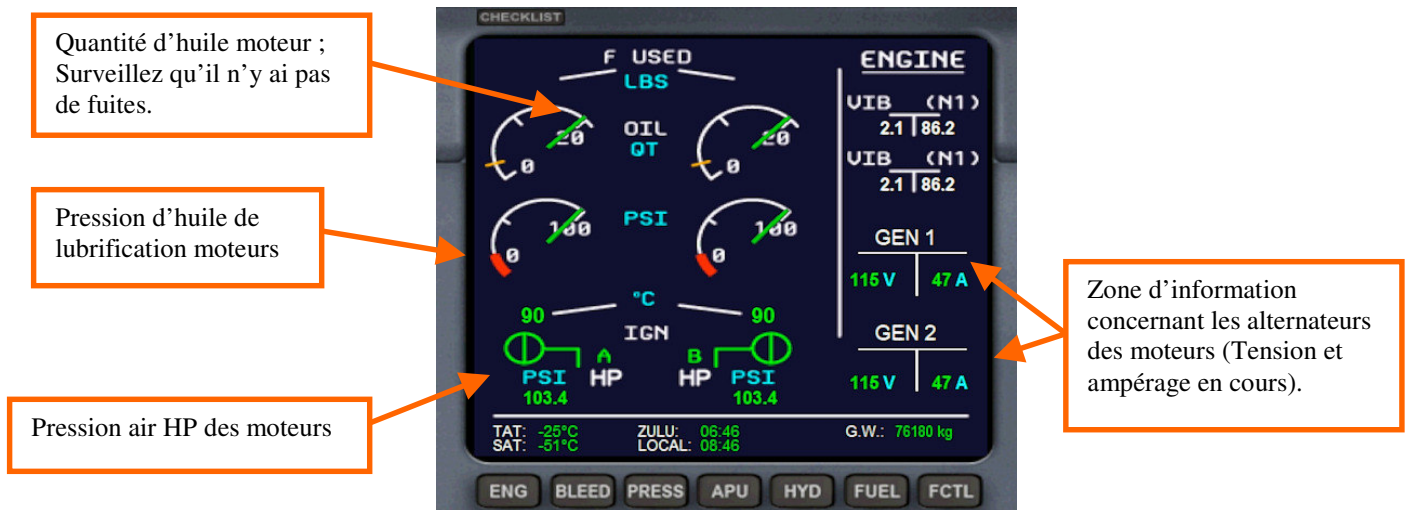 CHECKLIST
Quantité d’huile moteur ;
Surveillez qu’il n’y ai pas
de fuites.
Pression d’huile de
lubrification moteurs
Pression air HP des moteurs
F USED
LBS
20 OIL 20
0 QT 0
100 PSI 100
0 0
°C
90 90
IGN
A B
PSI HP HP PSI
103.4 103.4
ENGINE
VIB (N1)
2.1 86.2
VIB (N1)
2.1 86.2
GEN 1
115 V 47 A
GEN 2
115 V 47 A
TAT: -25°C ZULU: 06:46 G.W.: 76180 kg
SAT: -51°C LOCAL: 08:46
ENG BLEED PRESS APU HYD FUEL FCTL
Zone d’information
concernant les alternateurs
des moteurs (Tension et
ampérage en cours).